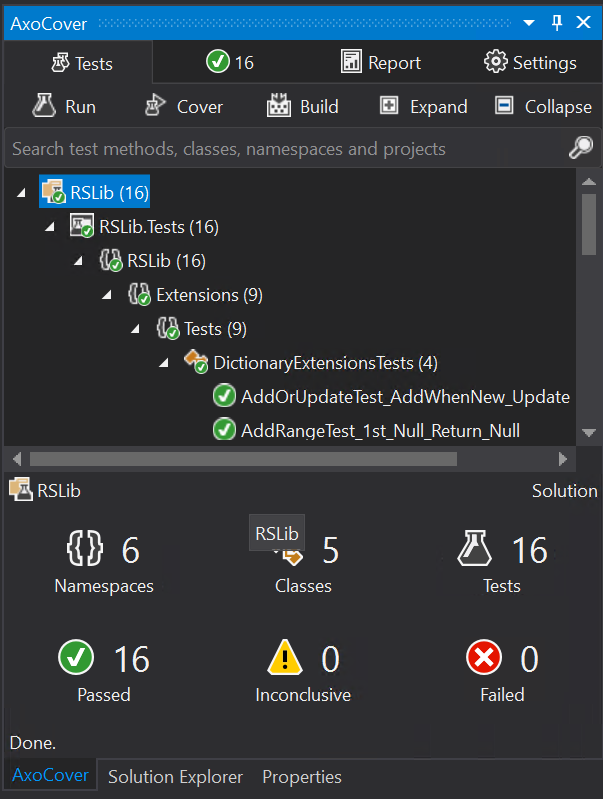 AxoCover
Tests 16 Report Settings
Run Cover Build Expand Collapse
Search test methods, classes, namespaces and projects
RSLib (16)
RSLib.Tests (16)
RSLib (16)
Extensions (9)
Tests (9)
DictionaryExtensionsTests (4)
AddOrUpdateTest_AddWhenNew_Update
AddRangeTest_1st_Null_Return_Null
RSLib Solution
RSLib
6 5 16
Namespaces Classes Tests
16 0 0
Passed Inconclusive Failed
Done.
AxoCover Solution Explorer Properties